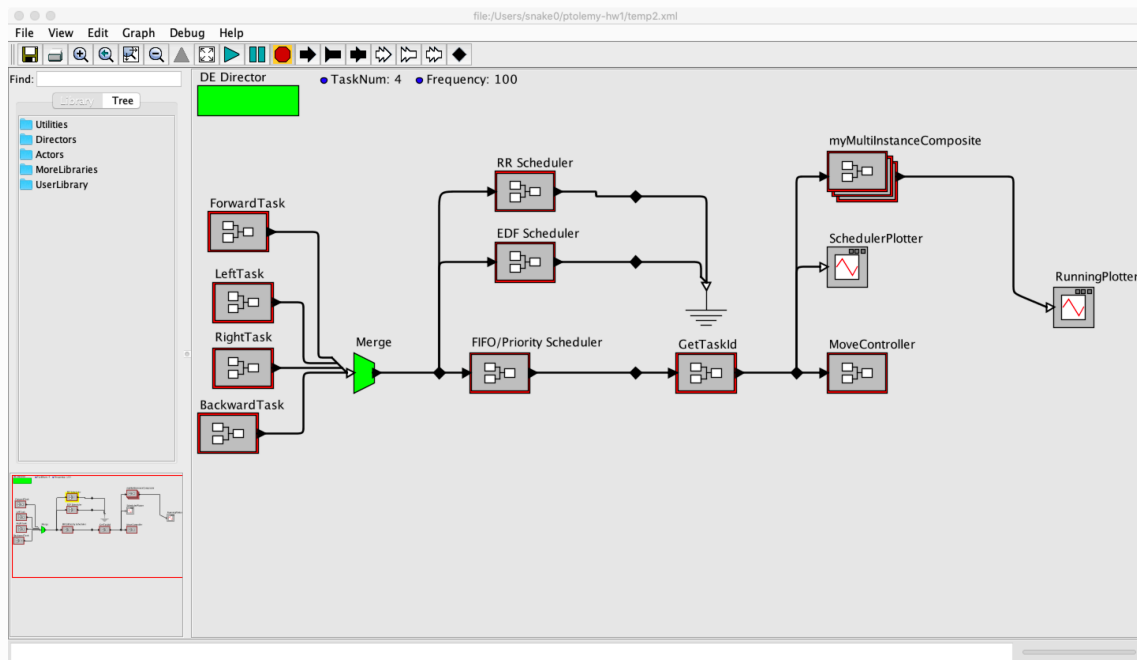 file:/Users/snake0/ptolemy-hw1/temp2.xml
File View Edit Graph Debug Help
Find:
Library Tree
Utilities
Directors
Actors
MoreLibraries
UserLibrary
DE Director
TaskNum: 4 Frequency: 100
myMultiInstanceComposite
RR Scheduler
ForwardTask
EDF Scheduler
SchedulerPlotter
LeftTask
RunningPlotter
RightTask
Merge
FIFO/Priority Scheduler
GetTaskId
MoveController
BackwardTask